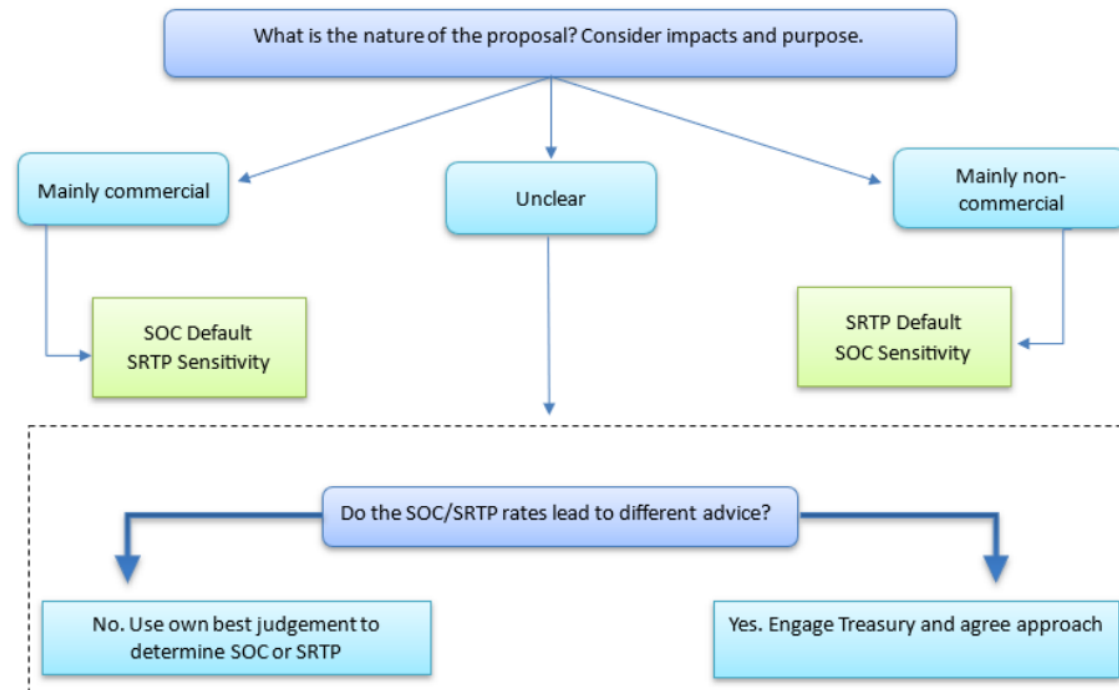 What is the nature of the proposal? Consider impacts and purpose.
Mainly commercial
Unclear
Mainly non-
commercial
SOC Default
SRTP Sensitivity
SRTP Default
SOC Sensitivity
Do the SOC/SRTP rates lead to different advice?
No. Use own best judgement to
determine SOC or SRTP
Yes. Engage Treasury and agree approach